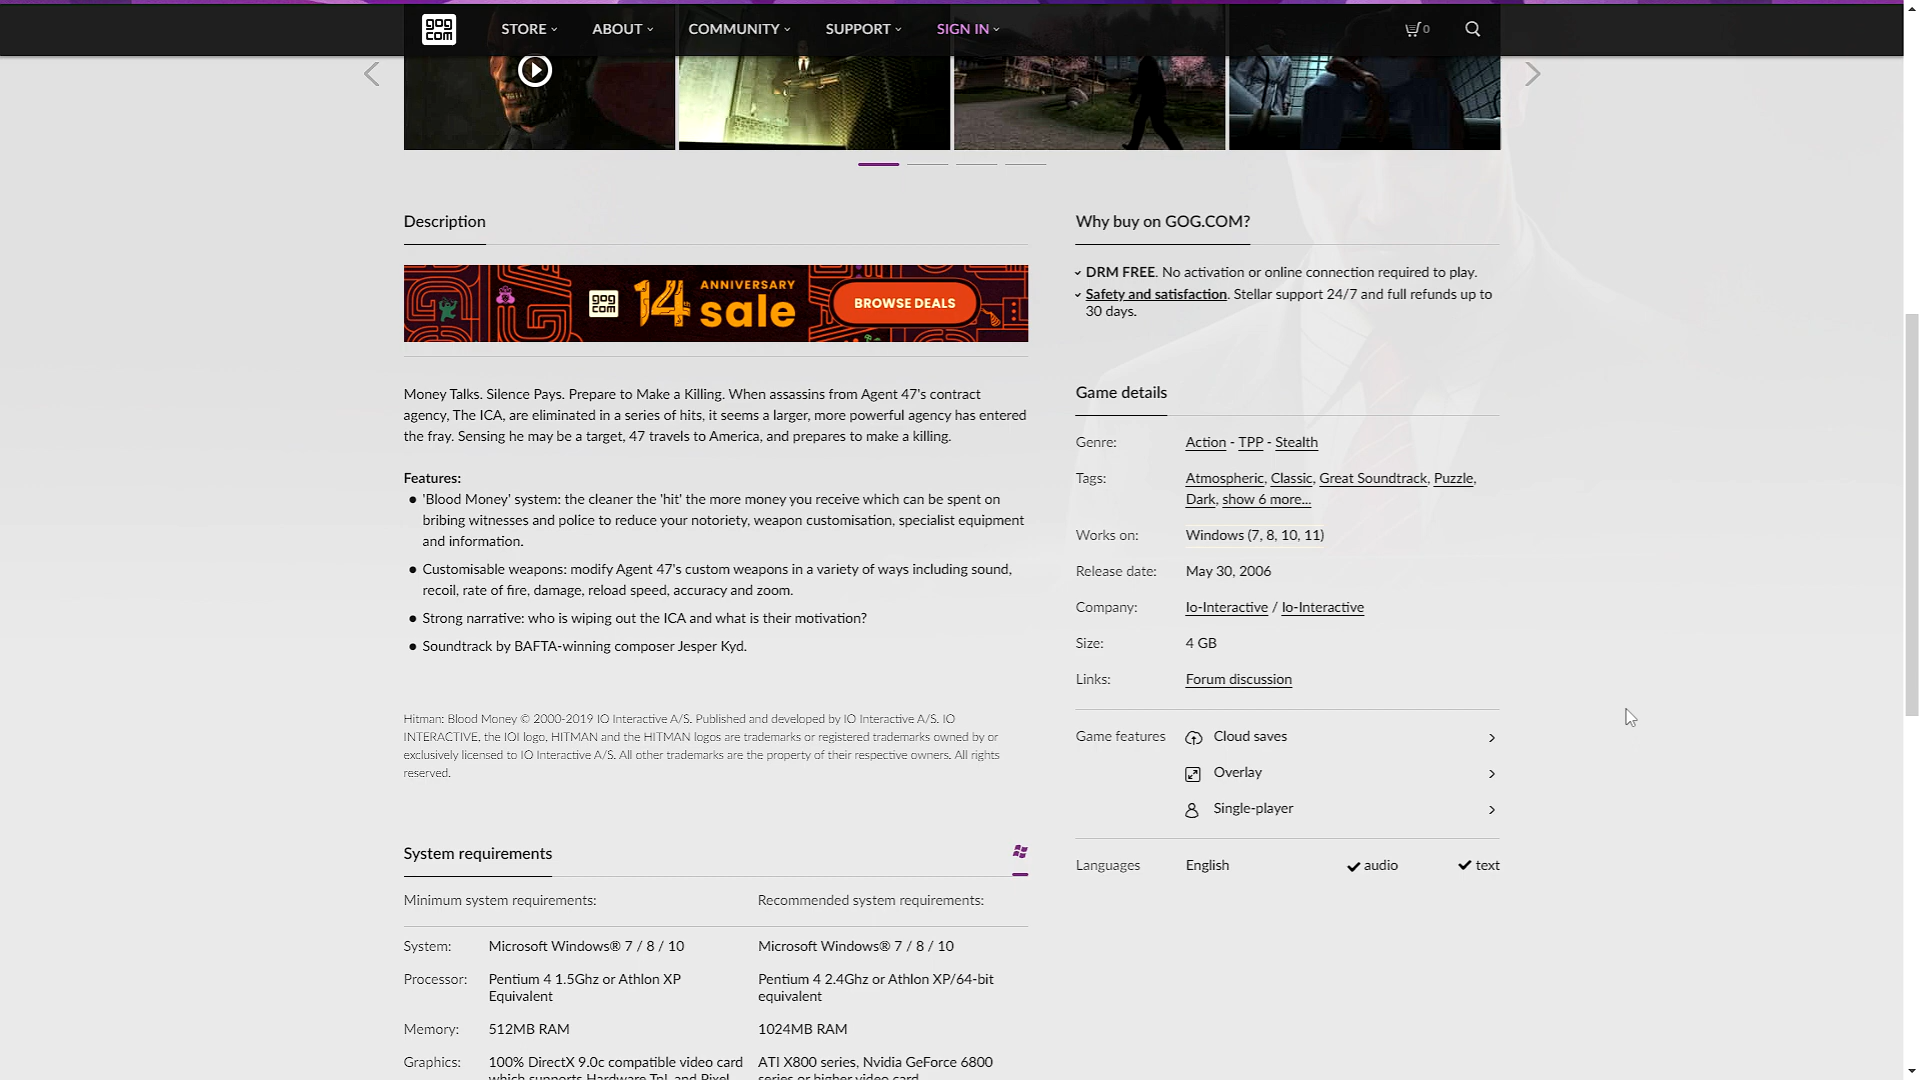 gog
com
STORE
ABOUT
COMMUNITY
SUPPORT
SIGN IN
0
Description
gog
com
14
ANNIVERSARY
sale
BROWSE DEALS
Money Talks. Silence Pays. Prepare to Make a Killing. When assassins from Agent 47's contract
agency, The ICA, are eliminated in a series of hits, it seems a larger, more powerful agency has entered
the fray. Sensing he may be a target, 47 travels to America, and prepares to make a killing.
Features:
● 'Blood Money' system: the cleaner the 'hit' the more money you receive which can be spent on
bribing witnesses and police to reduce your notoriety, weapon customisation, specialist equipment
and information.
● Customisable weapons: modify Agent 47's custom weapons in a variety of ways including sound,
recoil, rate of fire, damage, reload speed, accuracy and zoom.
● Strong narrative: who is wiping out the ICA and what is their motivation?
● Soundtrack by BAFTA-winning composer Jesper Kyd.
Hitman: Blood Money © 2000-2019 IO Interactive A/S. Published and developed by IO Interactive A/S. IO
INTERACTIVE, the IOI logo, HITMAN and the HITMAN logos are trademarks or registered trademarks owned by or
exclusively licensed to IO Interactive A/S. All other trademarks are the property of their respective owners. All rights
reserved.
System requirements
Minimum system requirements: Recommended system requirements:
System: Microsoft Windows® 7 / 8 / 10 Microsoft Windows® 7 / 8 / 10
Processor: Pentium 4 1.5Ghz or Athlon XP Pentium 4 2.4Ghz or Athlon XP/64-bit
Equivalent equivalent
Memory: 512MB RAM 1024MB RAM
Graphics: 100% DirectX 9.0c compatible video card ATI X800 series, Nvidia GeForce 6800
which supports Hardware TnL and Pixel series or higher video card
Why buy on GOG.COM?
DRM FREE. No activation or online connection required to play.
Safety and satisfaction. Stellar support 24/7 and full refunds up to
30 days.
Game details
Genre: Action - TPP - Stealth
Tags: Atmospheric, Classic, Great Soundtrack, Puzzle,
Dark, show 6 more...
Works on: Windows (7, 8, 10, 11)
Release date: May 30, 2006
Company: Io-Interactive / Io-Interactive
Size: 4 GB
Links: Forum discussion
Game features Cloud saves
Overlay
Single-player
Languages English audio text